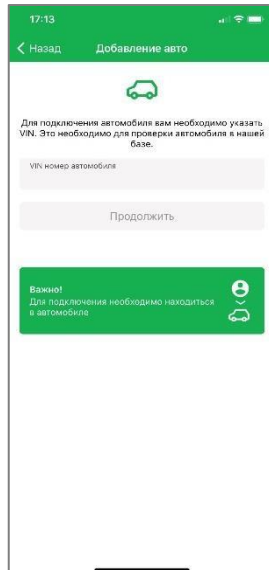 17:13
Назад Добавление авто
Для подключения автомобиля вам необходимо указать
VIN. Это необходимо для проверки автомобиля в нашей
базе.
VIN номер автомобиля
Продолжить
Важно!
Для подключения необходимо находиться
в автомобиле